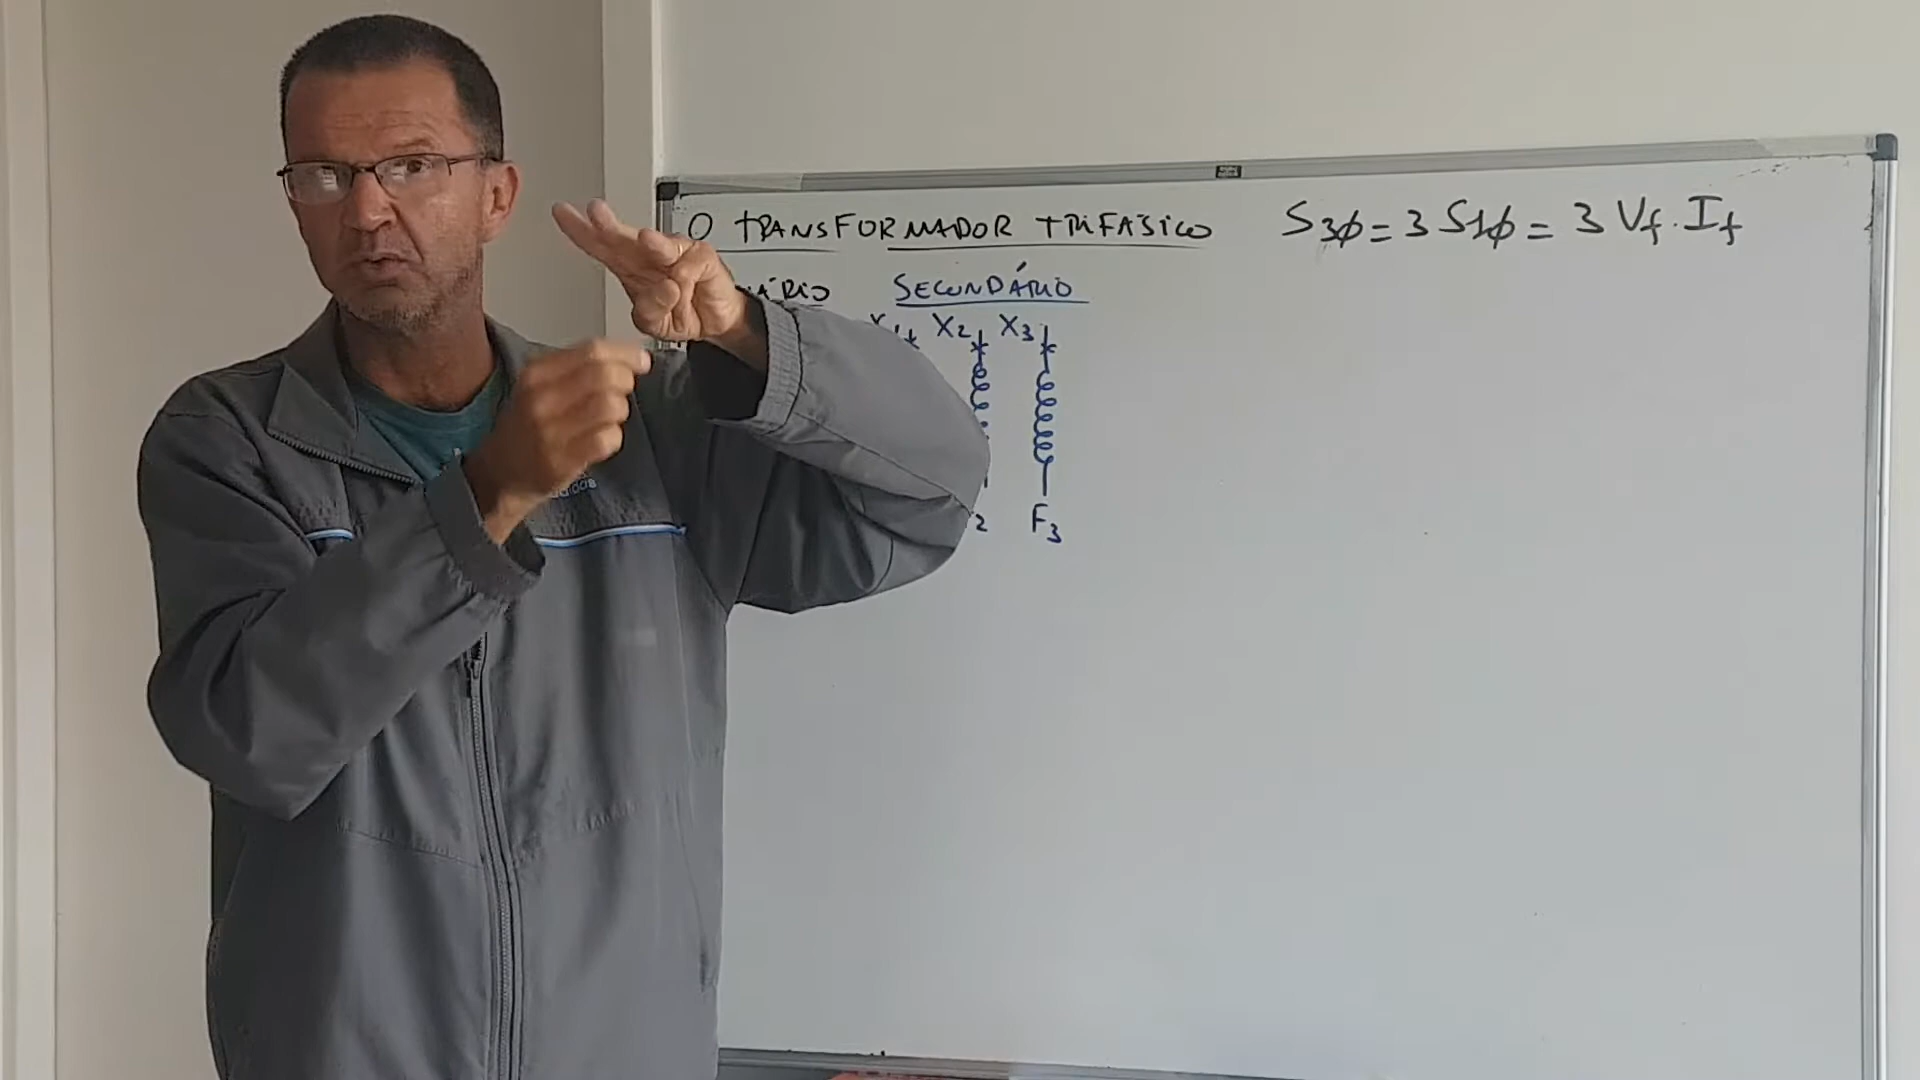 O TRANSFORMADOR TRIFÁSICO S3ϕ = 3 S1ϕ = 3 Vf . If
SECUNDÁRIO
X2 X3
F3